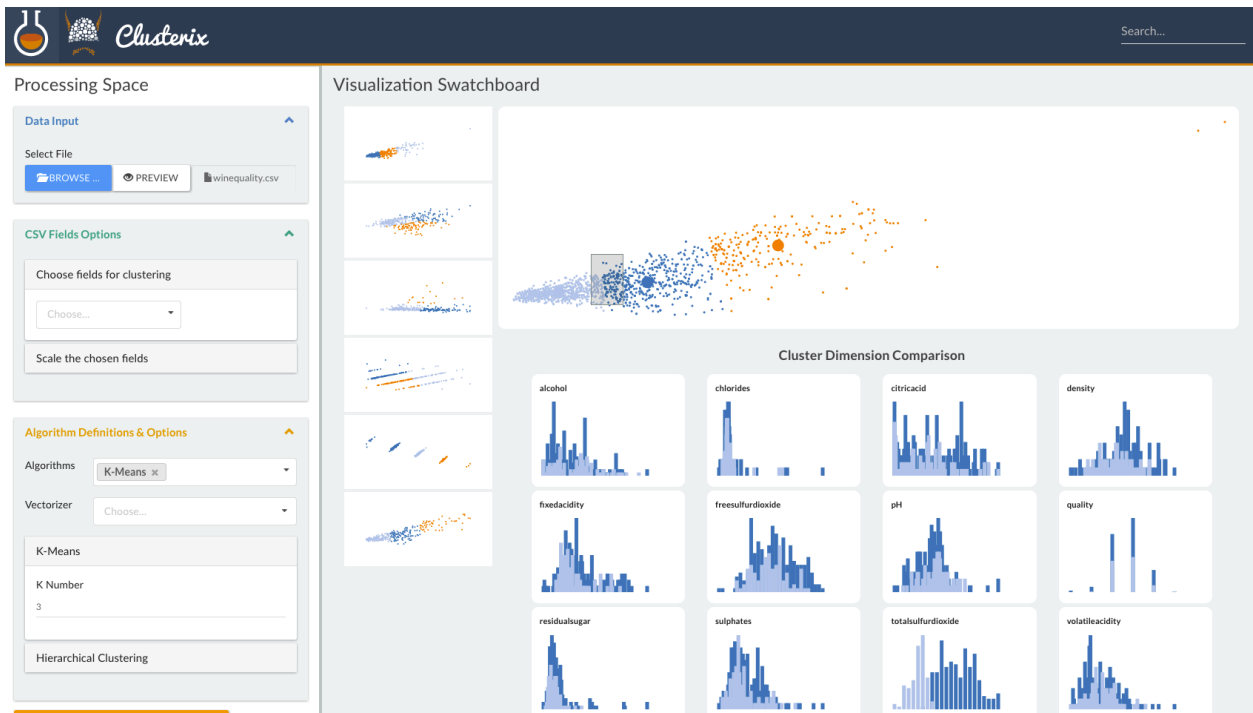 Clusterix
Search...
Processing Space
Data Input
Select File
BROWSE ...
PREVIEW
winequality.csv
CSV Fields Options
Choose fields for clustering
Choose...
Scale the chosen fields
Algorithm Definitions & Options
Algorithms
K-Means ×
Vectorizer
Choose...
K-Means
K Number
3
Hierarchical Clustering
Visualization Swatchboard
Cluster Dimension Comparison
alcohol
chlorides
citricacid
density
fixedacidity
freesulfurdioxide
pH
quality
residualsugar
sulphates
totalsulfurdioxide
volatileacidity